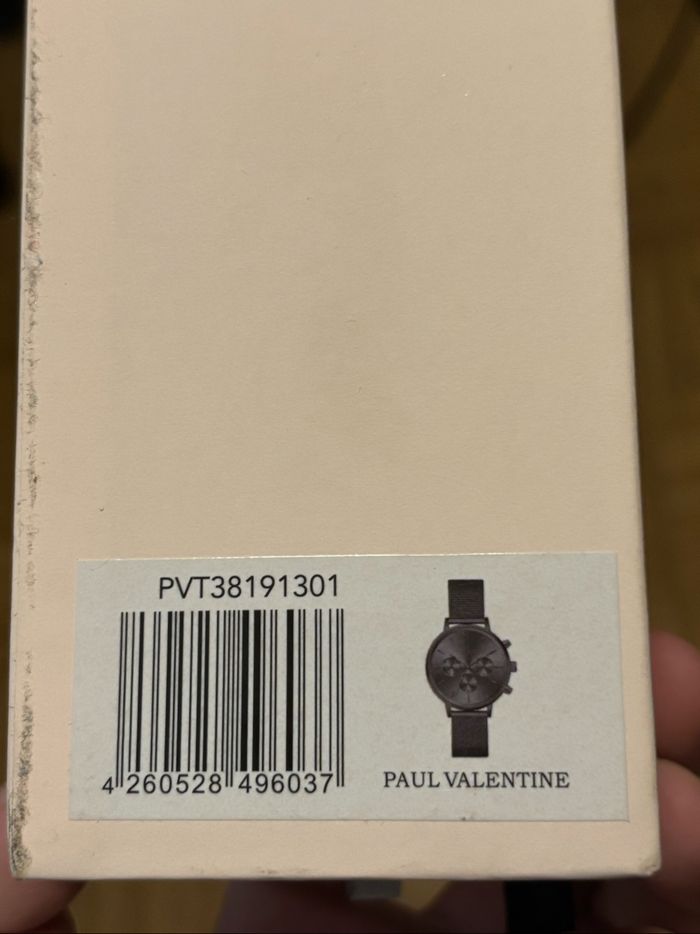 PVT38191301
4 260528 496037
PAUL VALENTINE